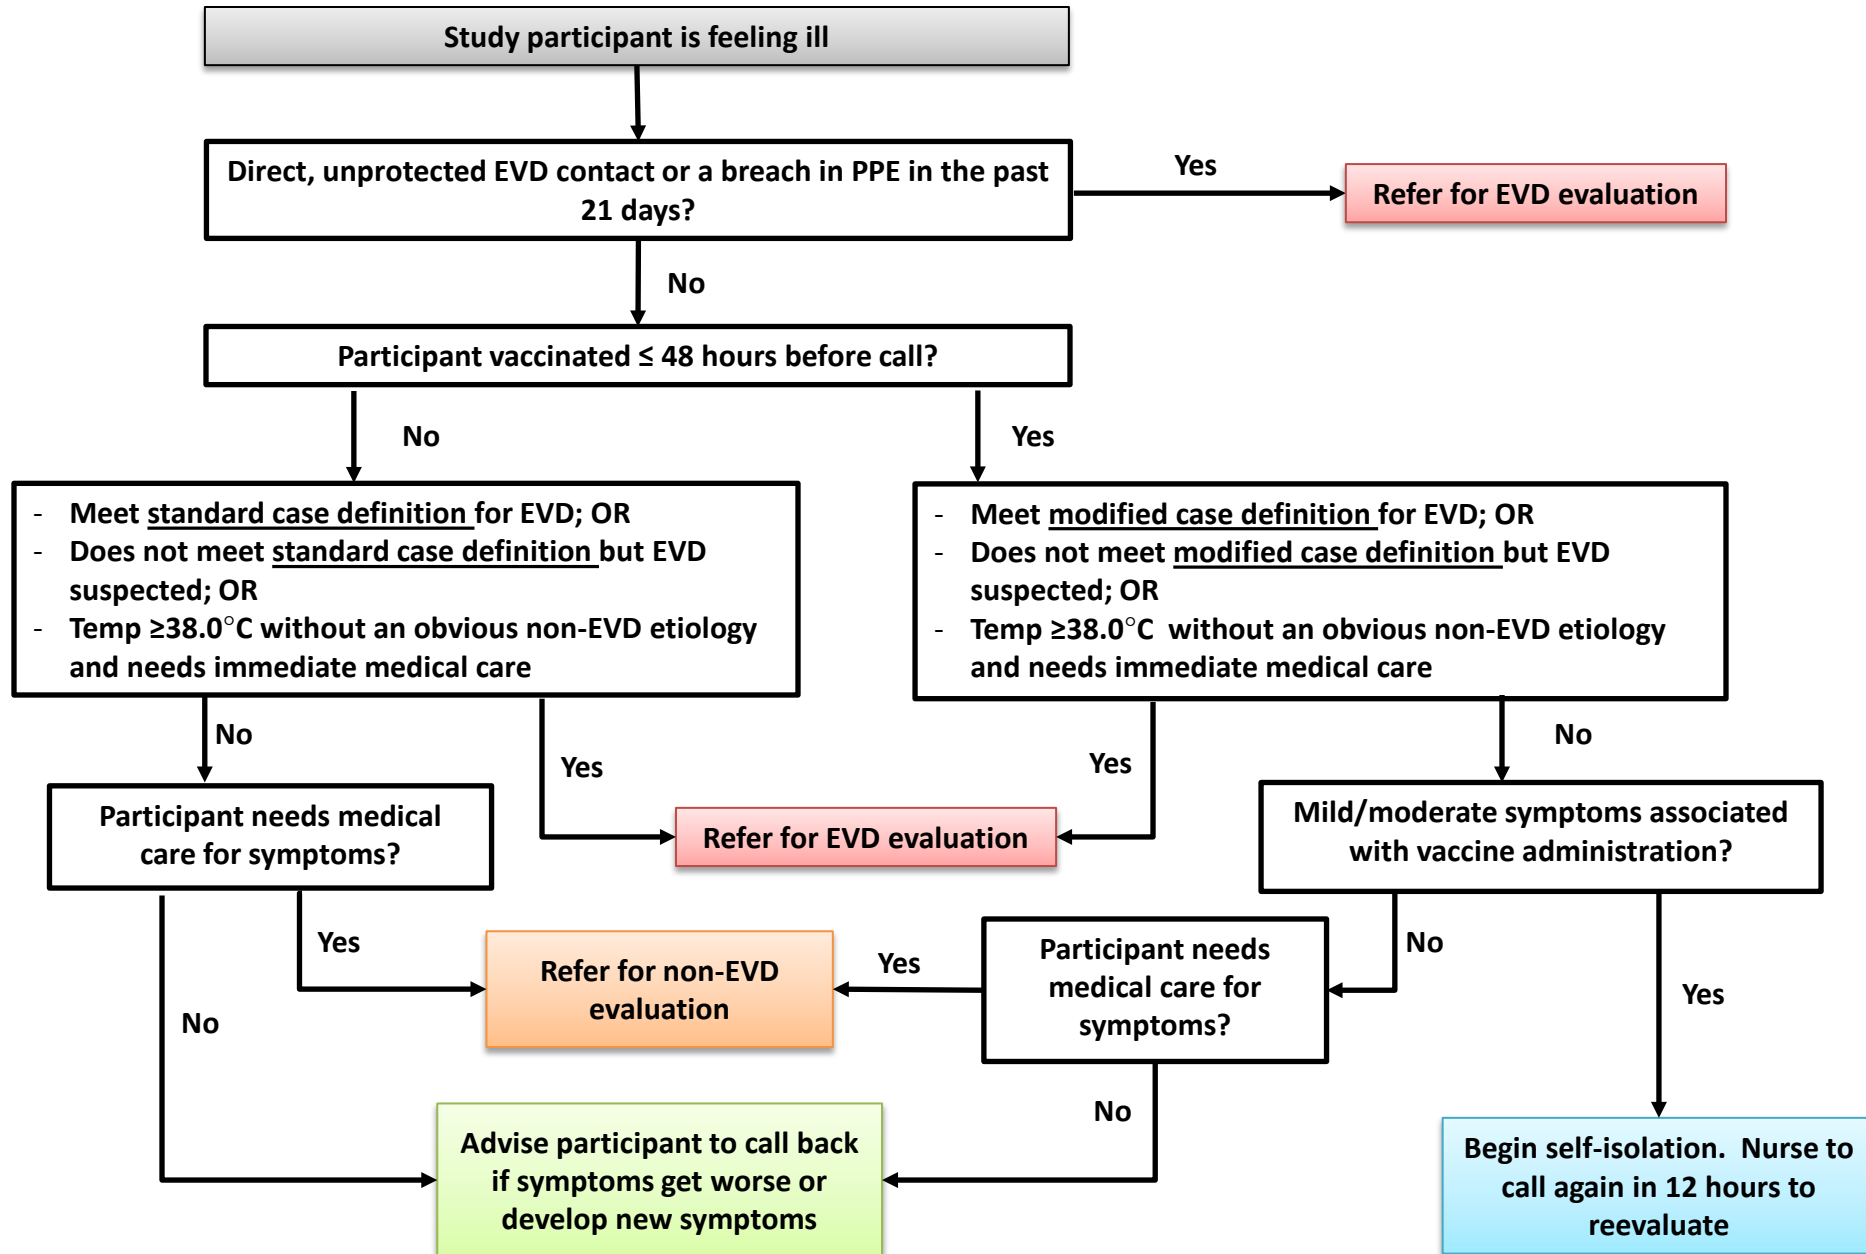 Study participant is feeling ill
Direct, unprotected EVD contact or a breach in PPE in the past
21 days?
Yes
Refer for EVD evaluation
No
Participant vaccinated ≤ 48 hours before call?
No
Yes
- Meet standard case definition for EVD; OR
- Does not meet standard case definition but EVD
suspected; OR
- Temp ≥38.0°C without an obvious non-EVD etiology
and needs immediate medical care
- Meet modified case definition for EVD; OR
- Does not meet modified case definition but EVD
suspected; OR
- Temp ≥38.0°C  without an obvious non-EVD etiology
and needs immediate medical care
No
Yes
Yes
No
Participant needs medical
care for symptoms?
Refer for EVD evaluation
Mild/moderate symptoms associated
with vaccine administration?
Yes
No
Refer for non-EVD
evaluation
Yes
Participant needs
medical care for
symptoms?
No
Yes
No
Advise participant to call back
if symptoms get worse or
develop new symptoms
Begin self-isolation.  Nurse to
call again in 12 hours to
reevaluate